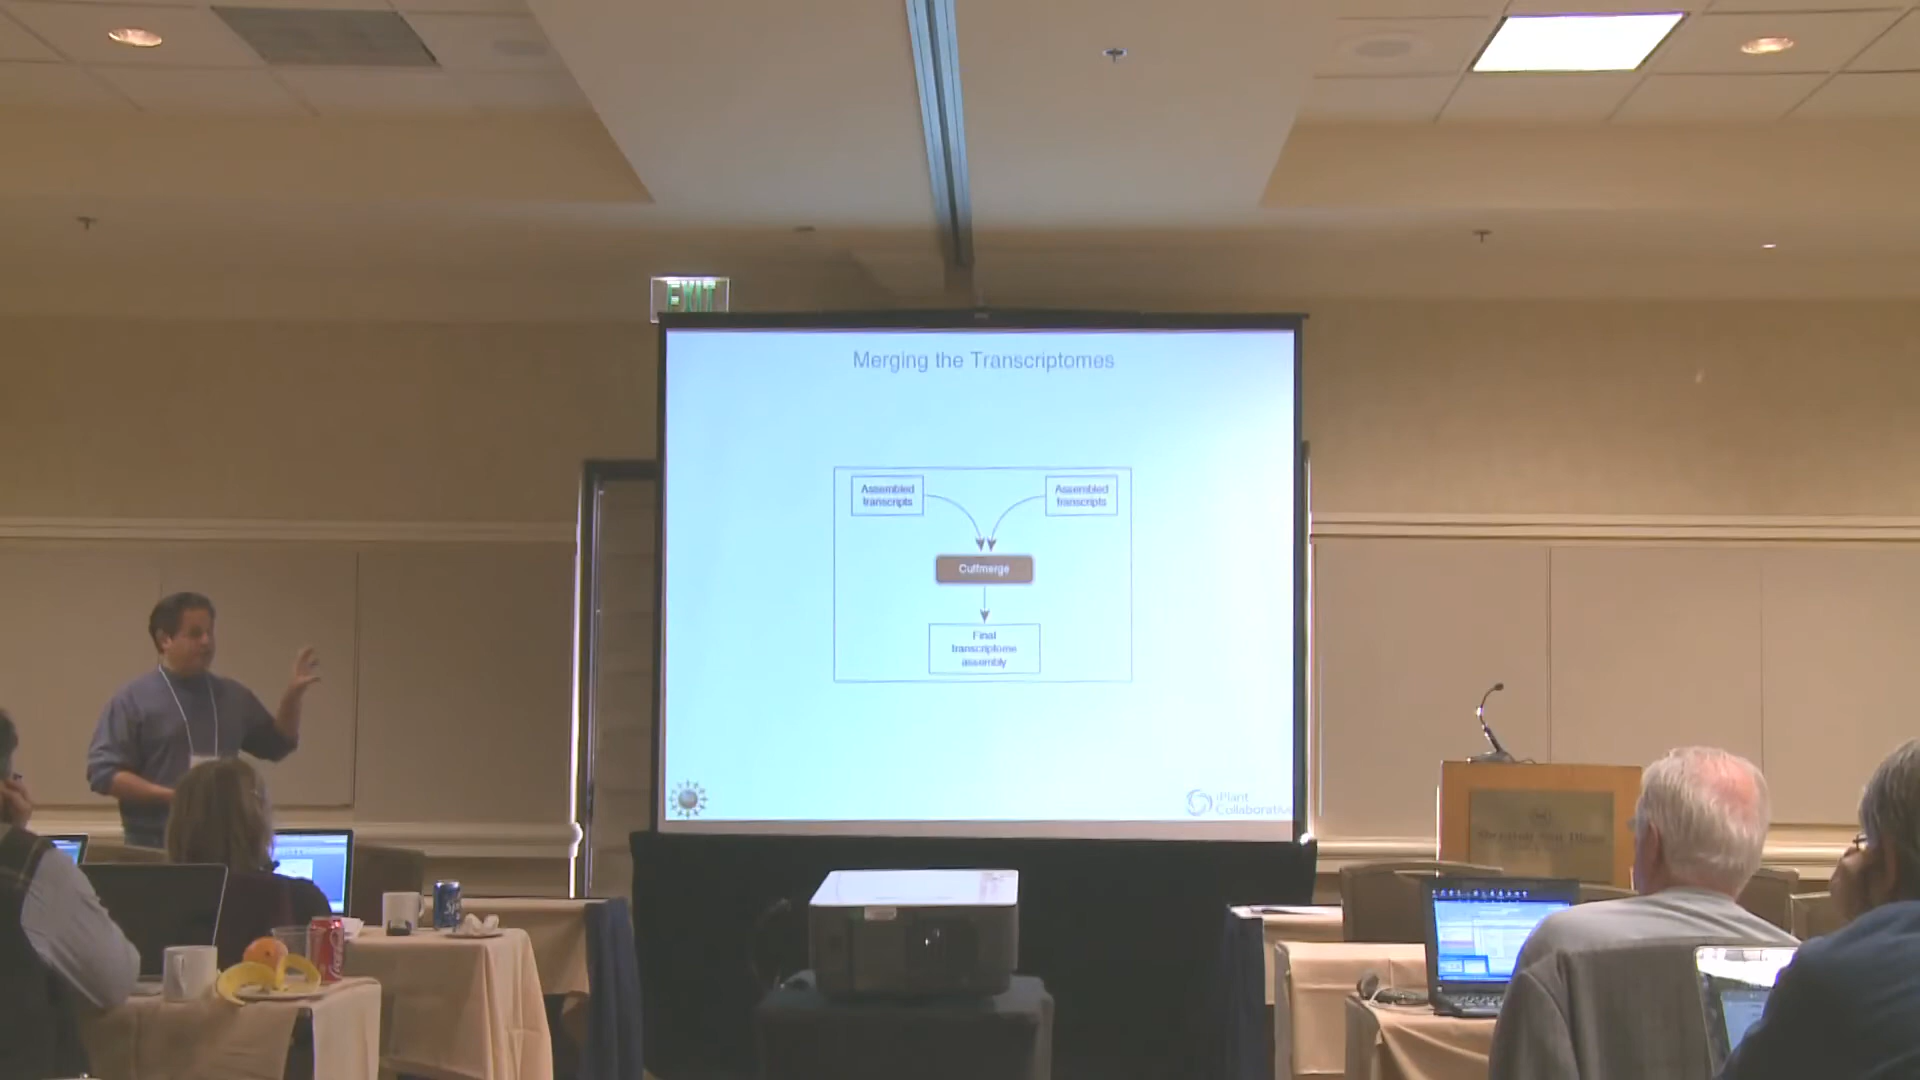 EXIT
Merging the Transcriptomes
Assembled
transcripts
Assembled
transcripts
Cuffmerge
Final
transcriptome
assembly
iPlant
Collaborative